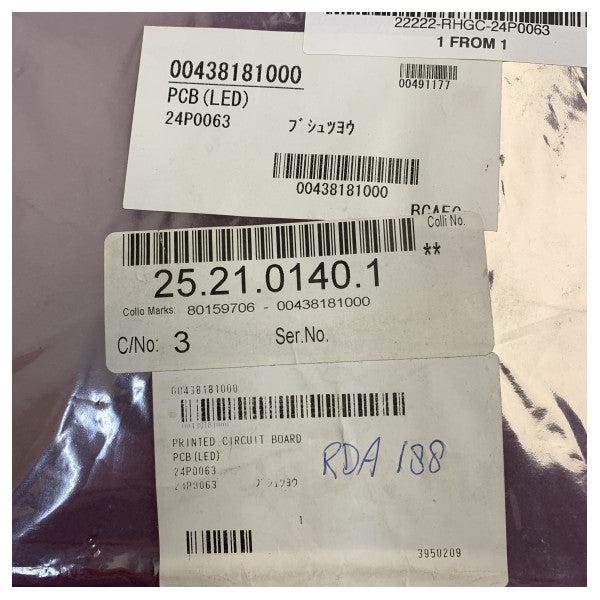 22222-RHGC-24P0063
1 FROM 1
00438181000
00491177
PCB(LED)
24P0063 ブシュツヨウ
00438181000
Colli No.
**
25.21.0140.1
Collo Marks: 80159706 - 00438181000
C/No: 3 Ser.No.
00438181000
00438181000
PRINTED CIRCUIT BOARD
PCB(LED)
24P0063
24P0063 ブシュツヨウ
RDA 188
1
3950209